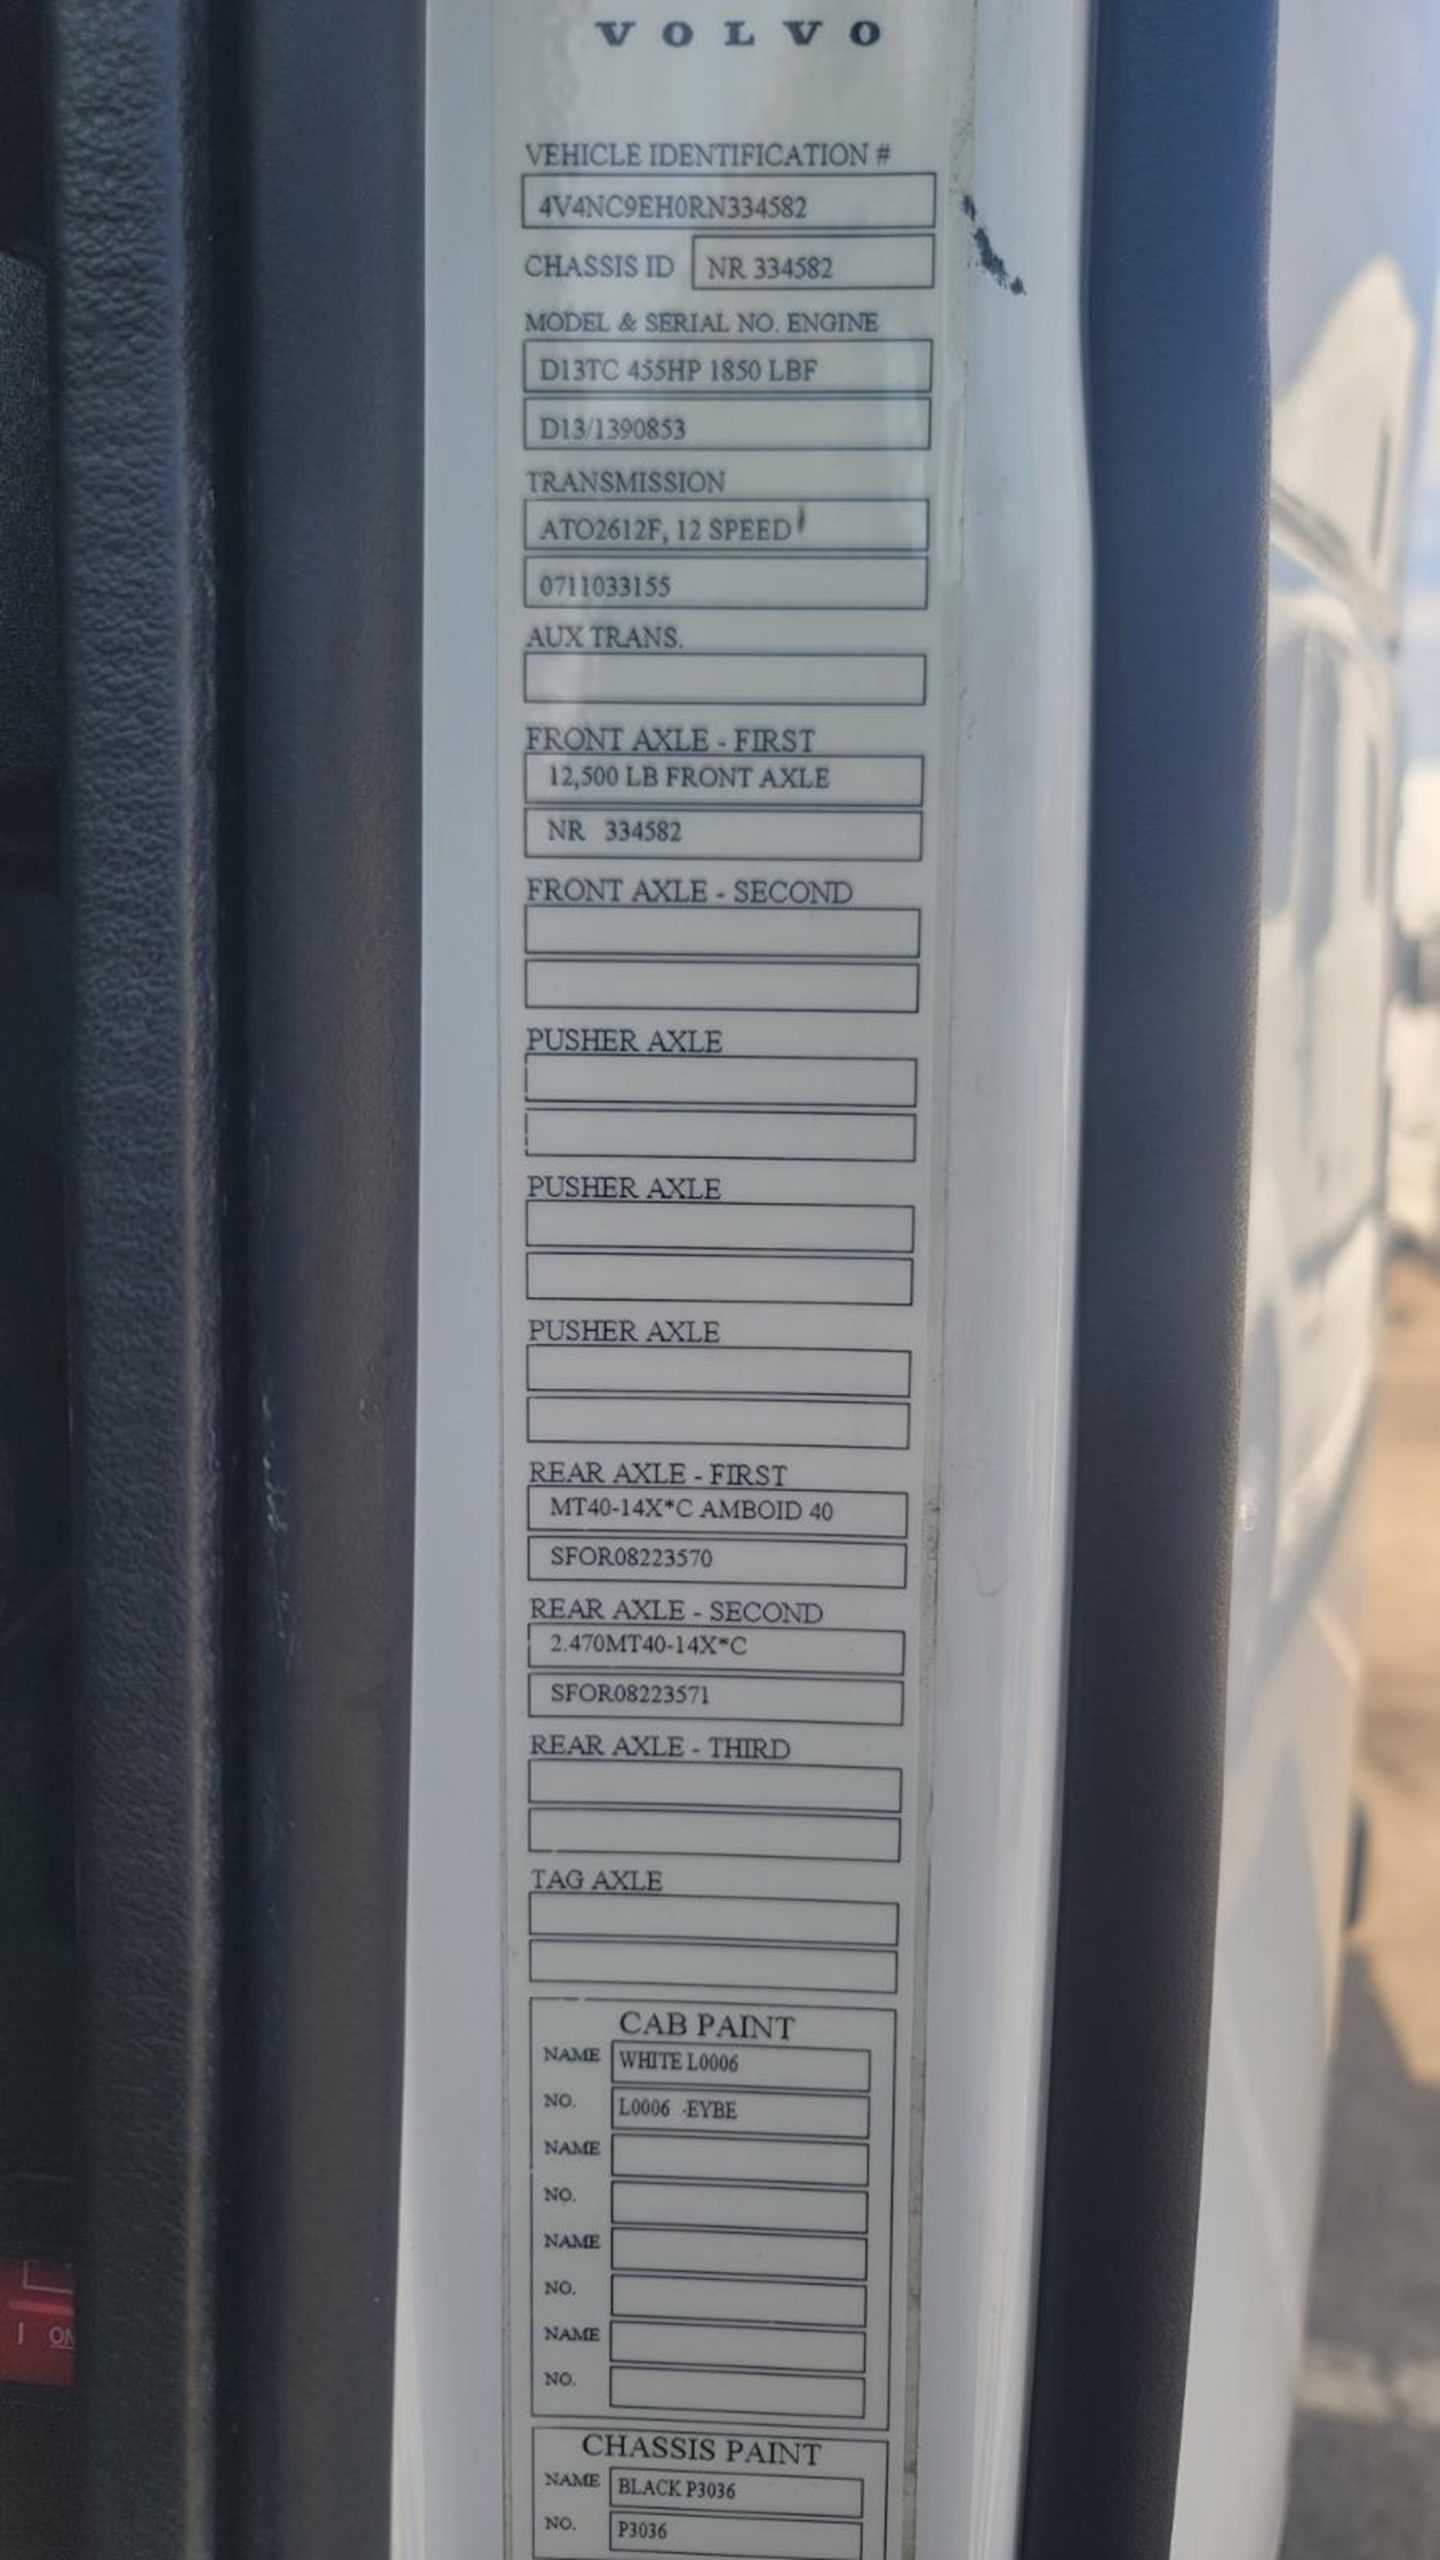 VOLVO
VEHICLE IDENTIFICATION #
4V4NC9EH0RN334582
CHASSIS ID NR 334582
MODEL & SERIAL NO. ENGINE
D13TC 455HP 1850 LBF
D13/1390853
TRANSMISSION
ATO2612F, 12 SPEED
0711033155
AUX TRANS.
FRONT AXLE - FIRST
12,500 LB FRONT AXLE
NR 334582
FRONT AXLE - SECOND
PUSHER AXLE
PUSHER AXLE
PUSHER AXLE
REAR AXLE - FIRST
MT40-14X*C AMBOID 40
SFOR08223570
REAR AXLE - SECOND
2.470MT40-14X*C
SFOR08223571
REAR AXLE - THIRD
TAG AXLE
CAB PAINT
NAME WHITE L0006
NO. L0006 -EYBE
NAME
NO.
NAME
NO.
NAME
NO.
CHASSIS PAINT
NAME BLACK P3036
NO. P3036